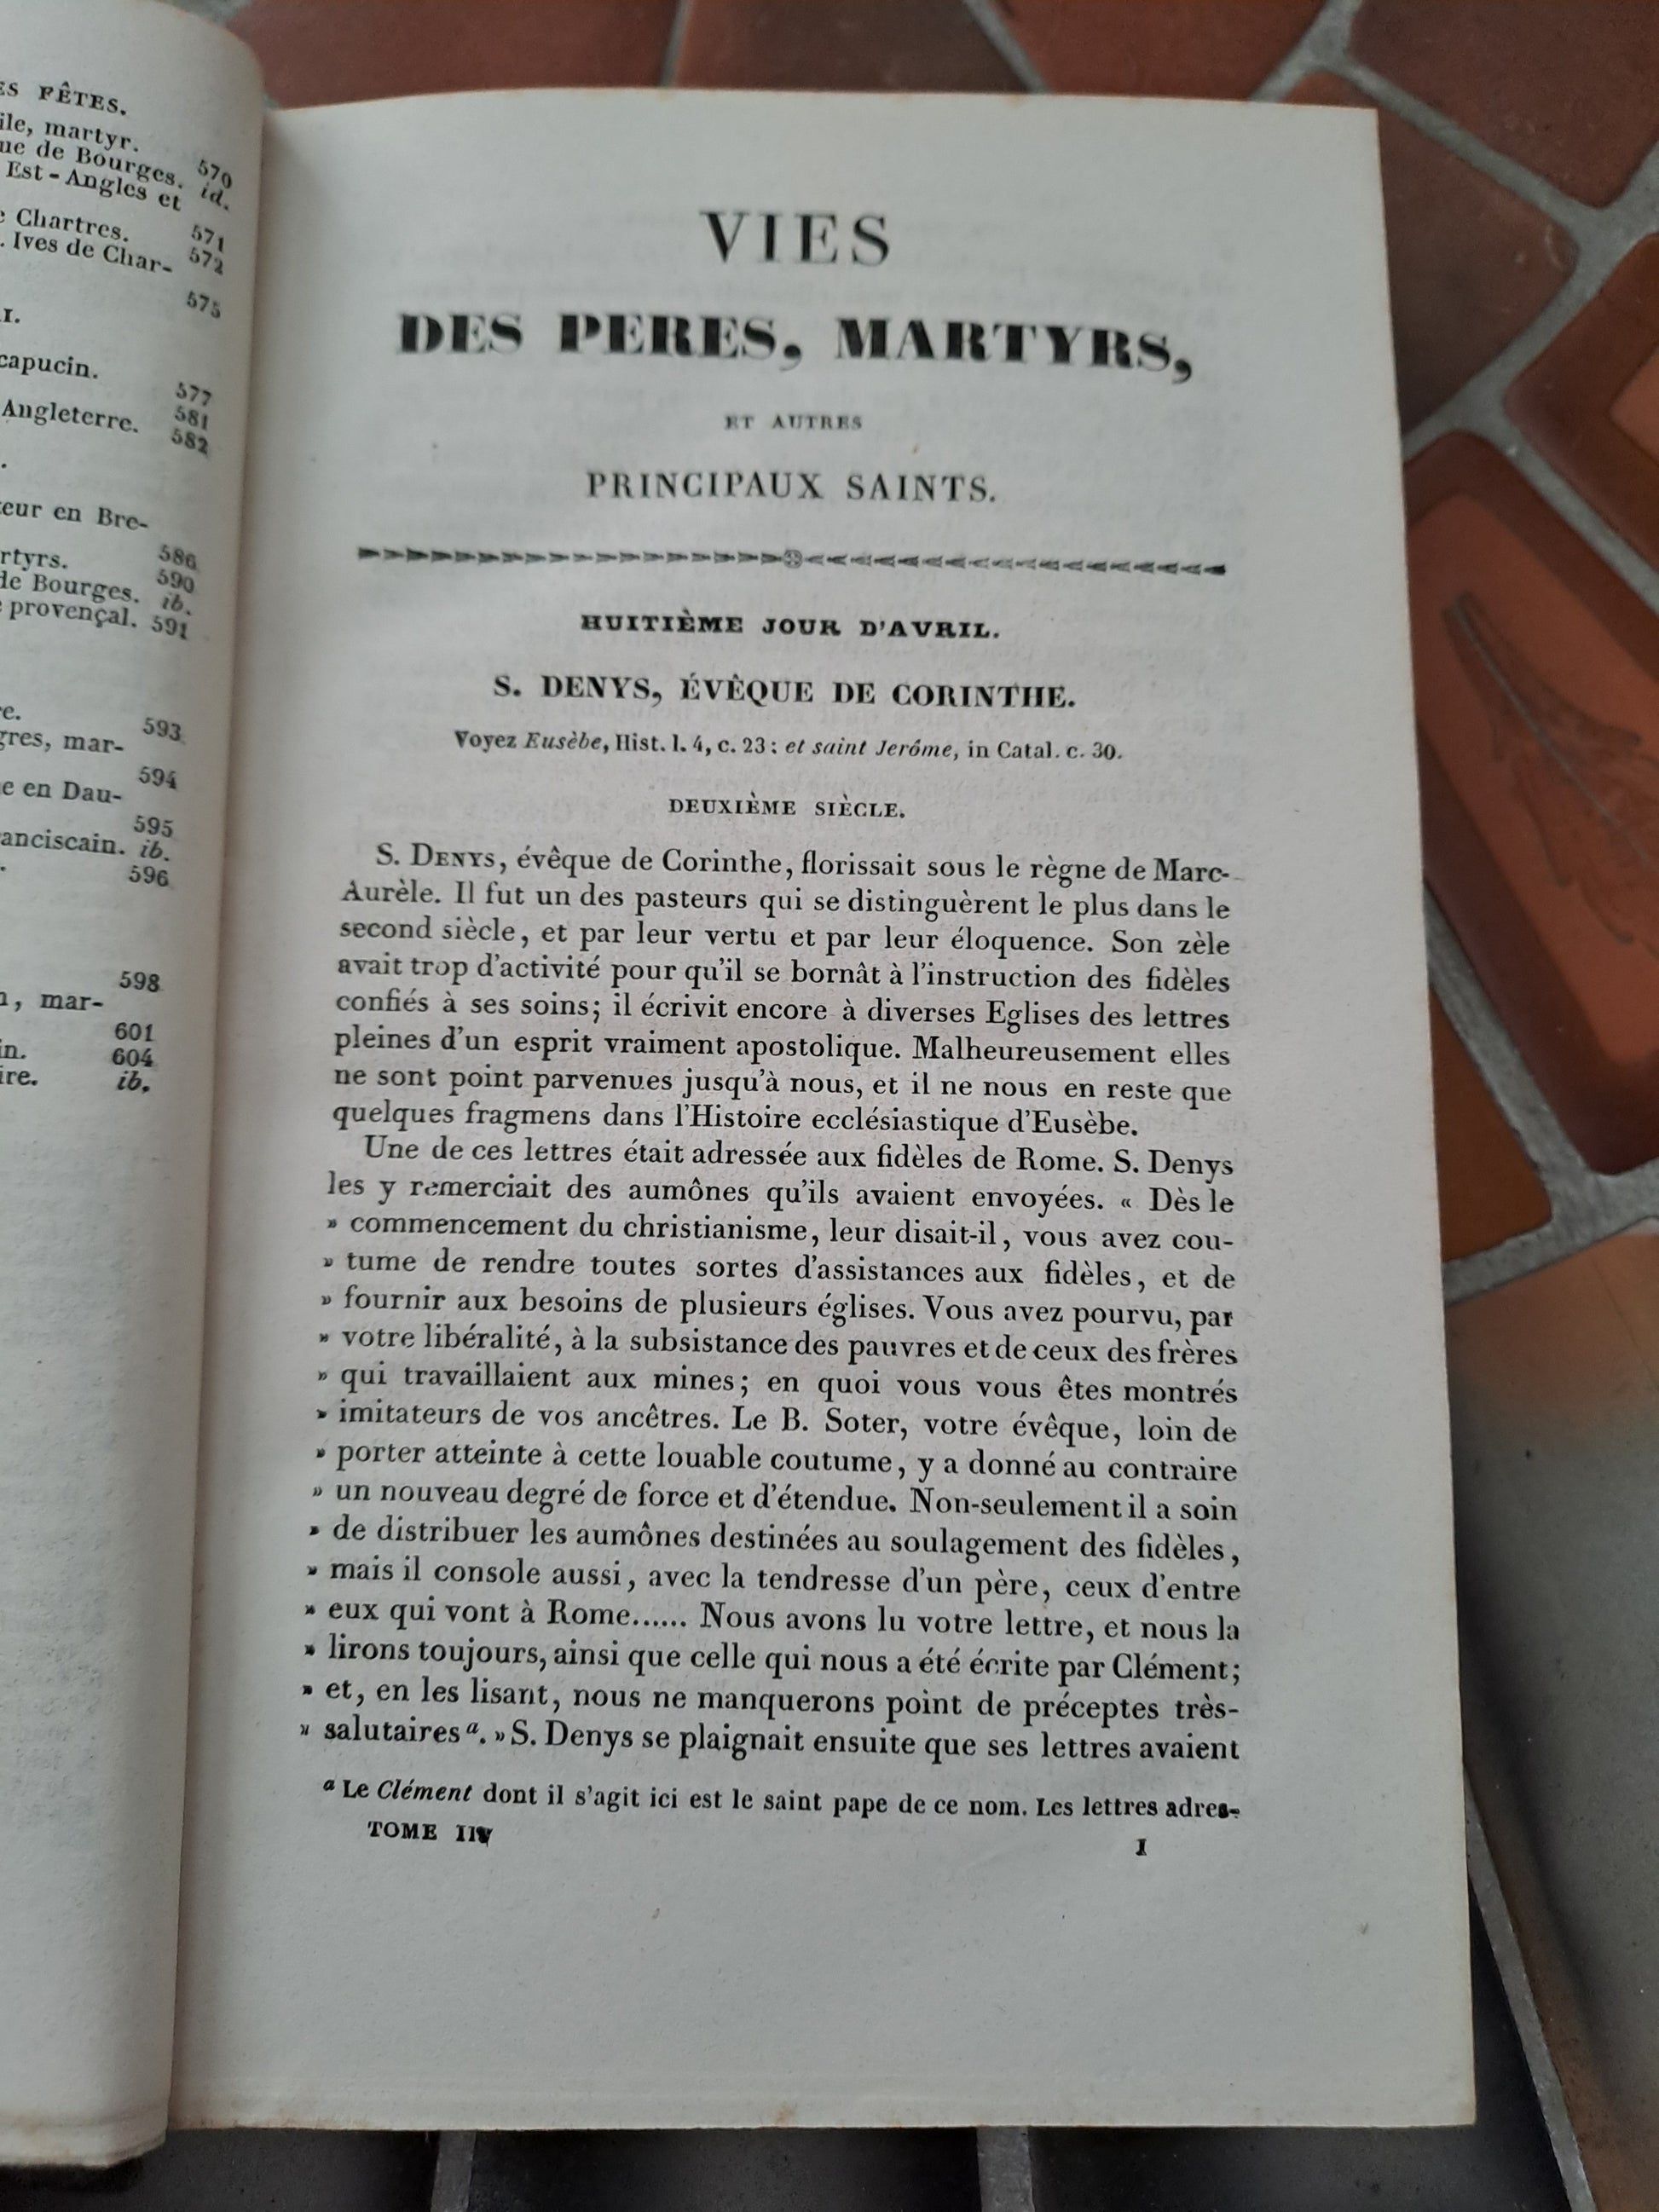 FÊTES.
martyr. 570
de Bourges. id.
Est-Angles et 571
Chartres. 572
Ives de Char-
575
capucin. 577
581
Angleterre. 582
en Bre-
586
590
de Bourges. ib.
provençal. 591
593
mar-
594
en Dau-
595
ib.
596
598
mar-
601
604
ib.
VIES
DES PERES, MARTYRS,
ET AUTRES
PRINCIPAUX SAINTS.
HUITIÈME JOUR D'AVRIL.
S. DENYS, ÉVÊQUE DE CORINTHE.
Voyez Eusèbe, Hist. l. 4, c. 23; et saint Jerôme, in Catal. c. 30.
DEUXIÈME SIÈCLE.
S. DENYS, évêque de Corinthe, florissait sous le règne de Marc-
Aurèle. Il fut un des pasteurs qui se distinguèrent le plus dans le
second siècle, et par leur vertu et par leur éloquence. Son zèle
avait trop d'activité pour qu'il se bornât à l'instruction des fidèles
confiés à ses soins; il écrivit encore à diverses Eglises des lettres
pleines d'un esprit vraiment apostolique. Malheureusement elles
ne sont point parvenues jusqu'à nous, et il ne nous en reste que
quelques fragmens dans l'Histoire ecclésiastique d'Eusèbe.
Une de ces lettres était adressée aux fidèles de Rome. S. Denys
les y remerciait des aumônes qu'ils avaient envoyées. « Dès le
» commencement du christianisme, leur disait-il, vous avez cou-
» tume de rendre toutes sortes d'assistances aux fidèles, et de
» fournir aux besoins de plusieurs églises. Vous avez pourvu, par
» votre libéralité, à la subsistance des pauvres et de ceux des frères
» qui travaillaient aux mines; en quoi vous vous êtes montrés
» imitateurs de vos ancêtres. Le B. Soter, votre évêque, loin de
» porter atteinte à cette louable coutume, y a donné au contraire
» un nouveau degré de force et d'étendue. Non-seulement il a soin
» de distribuer les aumônes destinées au soulagement des fidèles,
» mais il console aussi, avec la tendresse d'un père, ceux d'entre
» eux qui vont à Rome...... Nous avons lu votre lettre, et nous la
» lirons toujours, ainsi que celle qui nous a été écrite par Clément;
» et, en les lisant, nous ne manquerons point de préceptes très-
» salutaires a. » S. Denys se plaignait ensuite que ses lettres avaient
a Le Clément dont il s'agit ici est le saint pape de ce nom. Les lettres adres-
TOME 1